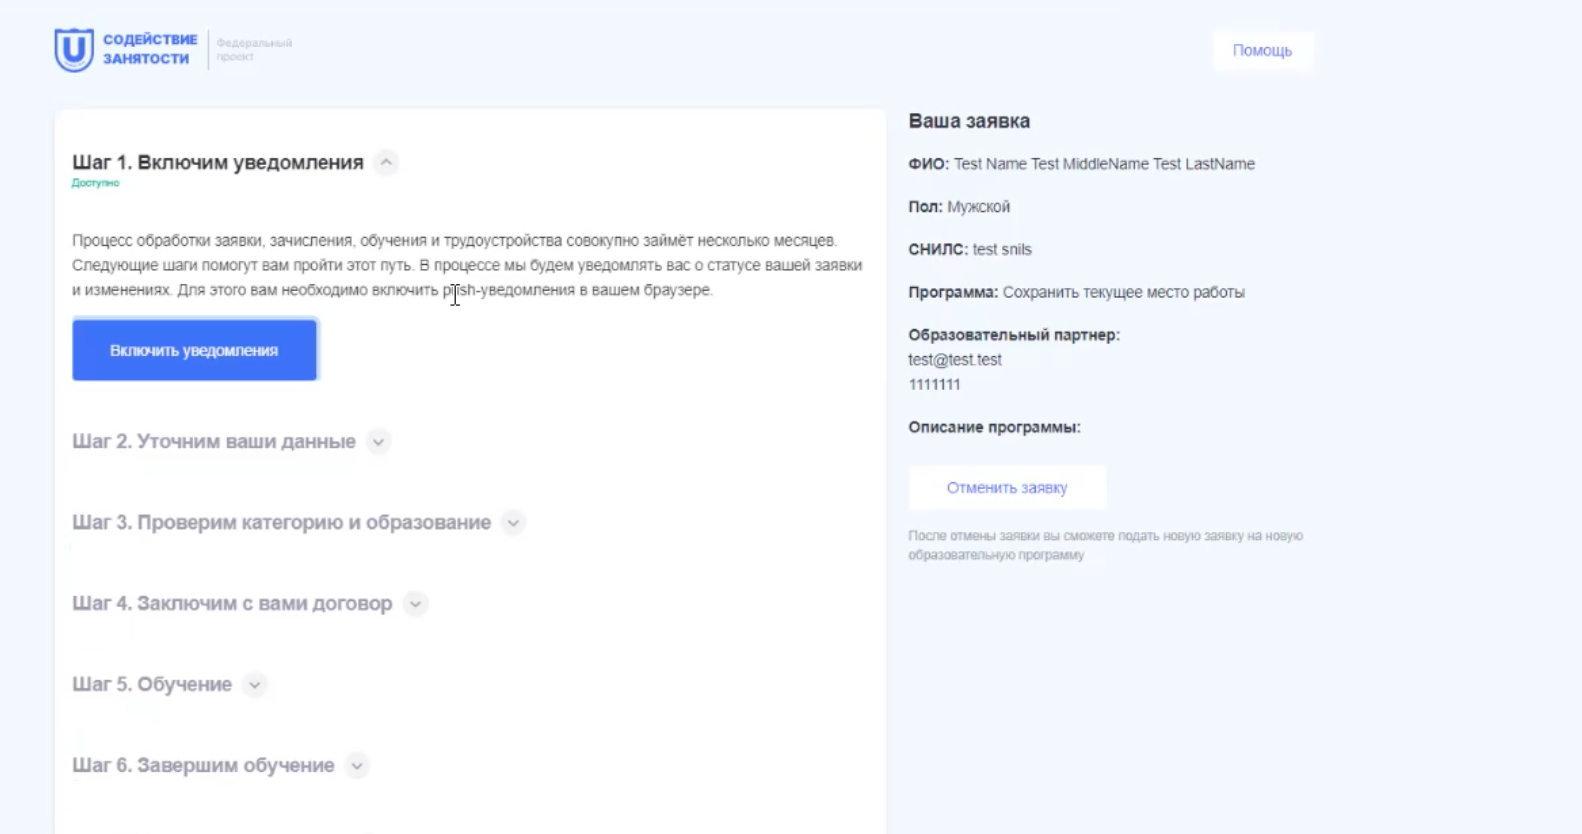 СОДЕЙСТВИЕ
ЗАНЯТОСТИ
Федеральный
проект
Помощь
Шаг 1. Включим уведомления
Доступно
Процесс обработки заявки, зачисления, обучения и трудоустройства совокупно займёт несколько месяцев.
Следующие шаги помогут вам пройти этот путь. В процессе мы будем уведомлять вас о статусе вашей заявки
и изменениях. Для этого вам необходимо включить push-уведомления в вашем браузере.
Включить уведомления
Шаг 2. Уточним ваши данные
Шаг 3. Проверим категорию и образование
Шаг 4. Заключим с вами договор
Шаг 5. Обучение
Шаг 6. Завершим обучение
Ваша заявка
ФИО: Test Name Test MiddleName Test LastName
Пол: Мужской
СНИЛС: test snils
Программа: Сохранить текущее место работы
Образовательный партнер:
test@test.test
1111111
Описание программы:
Отменить заявку
После отмены заявки вы сможете подать новую заявку на новую
образовательную программу